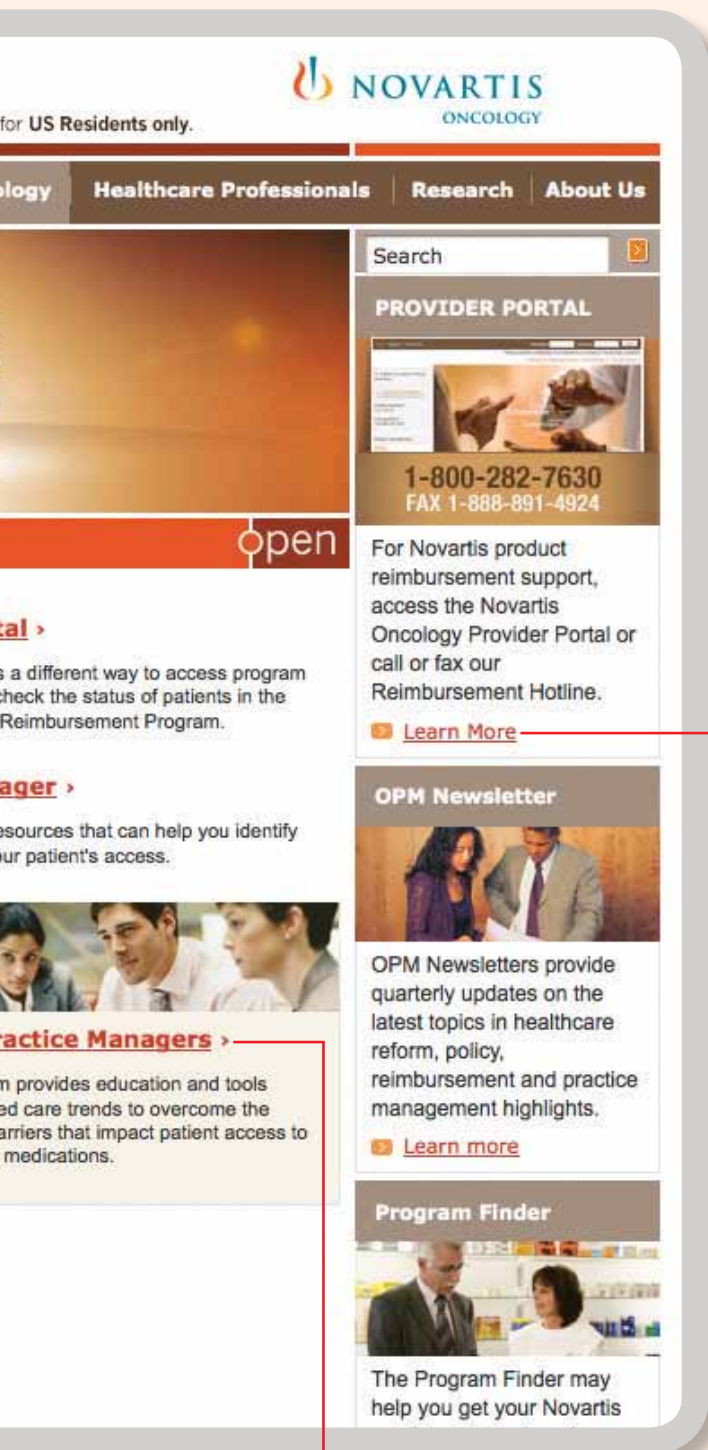 NOVARTIS
ONCOLOGY
for US Residents only.
ology Healthcare Professionals Research About Us
Search
PROVIDER PORTAL
1-800-282-7630
FAX 1-888-891-4924
For Novartis product
reimbursement support,
access the Novartis
Oncology Provider Portal or
call or fax our
Reimbursement Hotline.
Learn More
open
tal ›
s a different way to access program
check the status of patients in the
Reimbursement Program.
ager ›
esources that can help you identify
our patient's access.
ractice Managers ›
m provides education and tools
ed care trends to overcome the
arriers that impact patient access to
medications.
OPM Newsletter
OPM Newsletters provide
quarterly updates on the
latest topics in healthcare
reform, policy,
reimbursement and practice
management highlights.
Learn more
Program Finder
The Program Finder may
help you get your Novartis